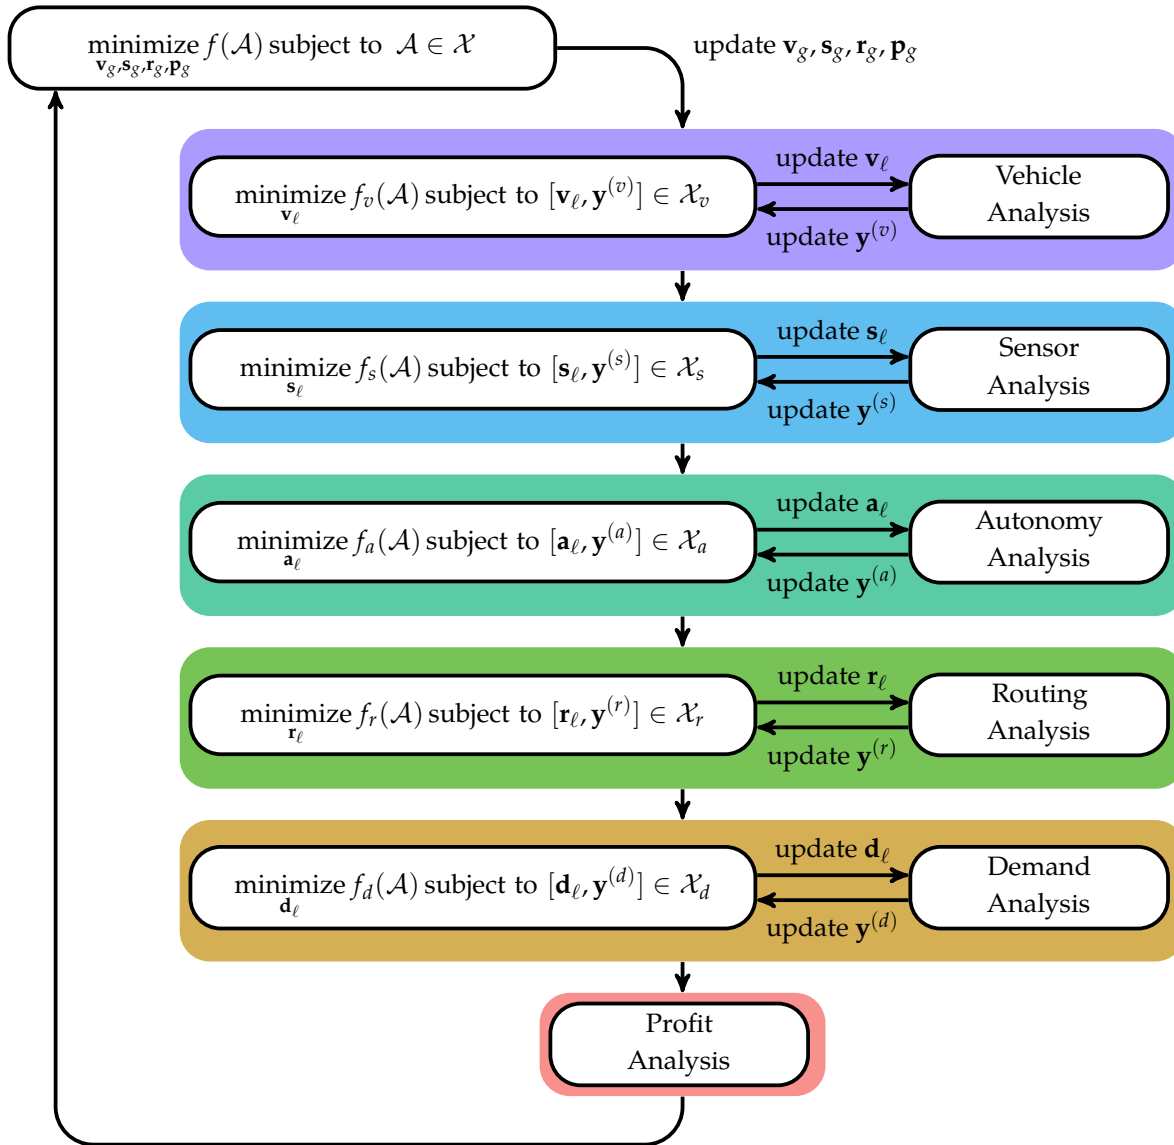 minimize f(𝒜) subject to 𝒜 ∈ 𝒳
v_g,s_g,r_g,p_g
update v_g, s_g, r_g, p_g
minimize f_v(𝒜) subject to [v_ℓ, y^(v)] ∈ 𝒳_v
v_ℓ
update v_ℓ
update y^(v)
Vehicle
Analysis
minimize f_s(𝒜) subject to [s_ℓ, y^(s)] ∈ 𝒳_s
s_ℓ
update s_ℓ
update y^(s)
Sensor
Analysis
minimize f_a(𝒜) subject to [a_ℓ, y^(a)] ∈ 𝒳_a
a_ℓ
update a_ℓ
update y^(a)
Autonomy
Analysis
minimize f_r(𝒜) subject to [r_ℓ, y^(r)] ∈ 𝒳_r
r_ℓ
update r_ℓ
update y^(r)
Routing
Analysis
minimize f_d(𝒜) subject to [d_ℓ, y^(d)] ∈ 𝒳_d
d_ℓ
update d_ℓ
update y^(d)
Demand
Analysis
Profit
Analysis